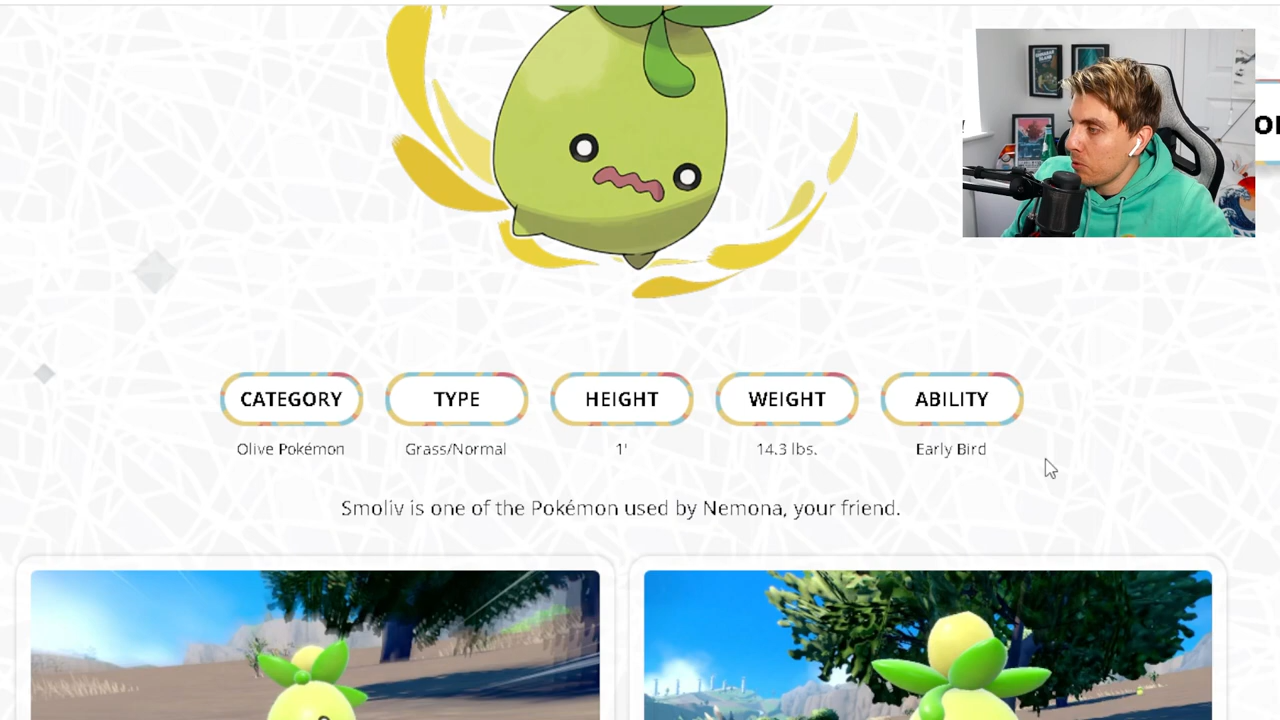 CATEGORY TYPE HEIGHT WEIGHT ABILITY
Olive Pokémon Grass/Normal 1' 14.3 lbs. Early Bird
Smoliv is one of the Pokémon used by Nemona, your friend.